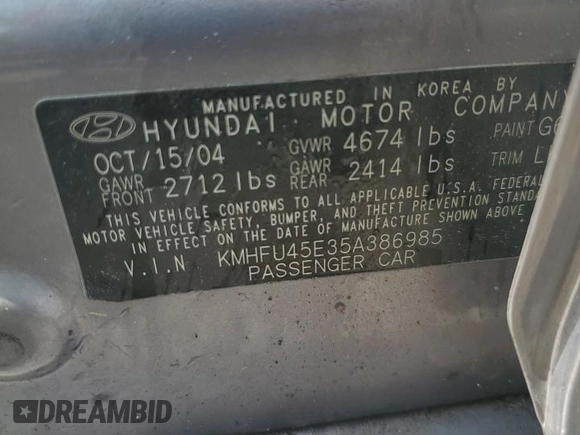 MANUFACTURED IN KOREA BY
HYUNDAI MOTOR COMPANY
OCT/15/04 GVWR 4674 lbs PAINT G6
GAWR FRONT 2712 lbs GAWR REAR 2414 lbs TRIM L
THIS VEHICLE CONFORMS TO ALL APPLICABLE U.S.A. FEDERAL
MOTOR VEHICLE SAFETY, BUMPER, AND THEFT PREVENTION STANDA
IN EFFECT ON THE DATE OF MANUFACTURE SHOWN ABOVE
V.I.N KMHFU45E35A386985
PASSENGER CAR
DREAMBID